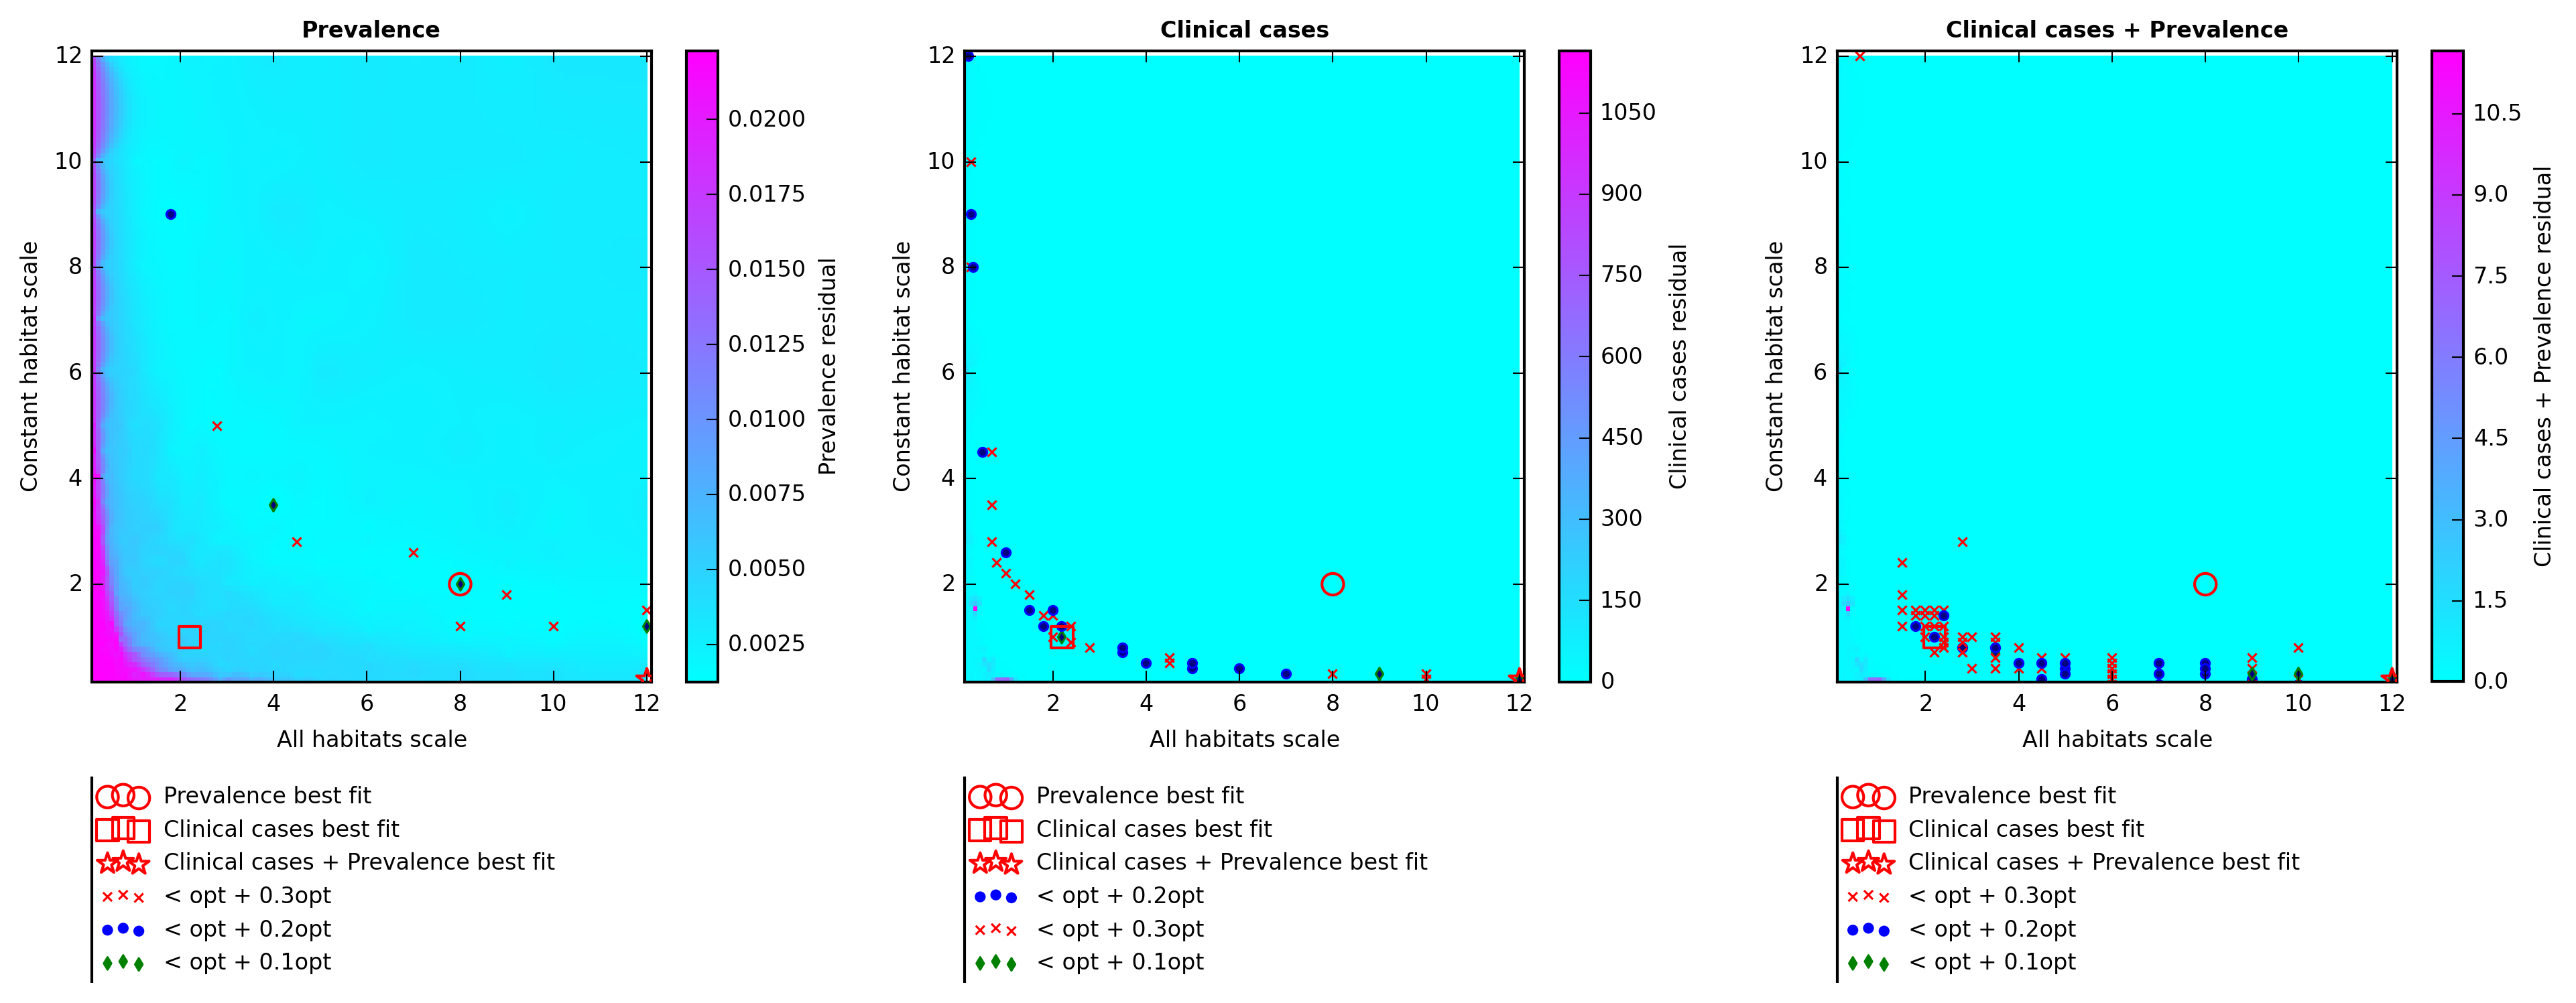 Prevalence
12
10
8
6
4
2
2 4 6 8 10 12
Constant habitat scale
All habitats scale
0.0200
0.0175
0.0150
0.0125
0.0100
0.0075
0.0050
0.0025
Prevalence residual
Prevalence best fit
Clinical cases best fit
Clinical cases + Prevalence best fit
< opt + 0.3opt
< opt + 0.2opt
< opt + 0.1opt
Clinical cases
12
10
8
6
4
2
2 4 6 8 10 12
Constant habitat scale
All habitats scale
1050
900
750
600
450
300
150
0
Clinical cases residual
Prevalence best fit
Clinical cases best fit
Clinical cases + Prevalence best fit
< opt + 0.2opt
< opt + 0.3opt
< opt + 0.1opt
Clinical cases + Prevalence
12
10
8
6
4
2
2 4 6 8 10 12
Constant habitat scale
All habitats scale
10.5
9.0
7.5
6.0
4.5
3.0
1.5
0.0
Clinical cases + Prevalence residual
Prevalence best fit
Clinical cases best fit
Clinical cases + Prevalence best fit
< opt + 0.3opt
< opt + 0.2opt
< opt + 0.1opt